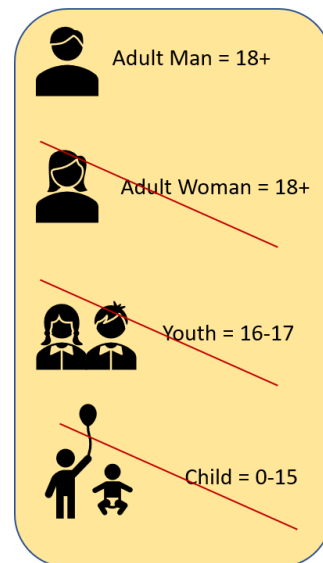 Adult Man = 18+
Adult Woman = 18+
Youth = 16-17
Child = 0-15